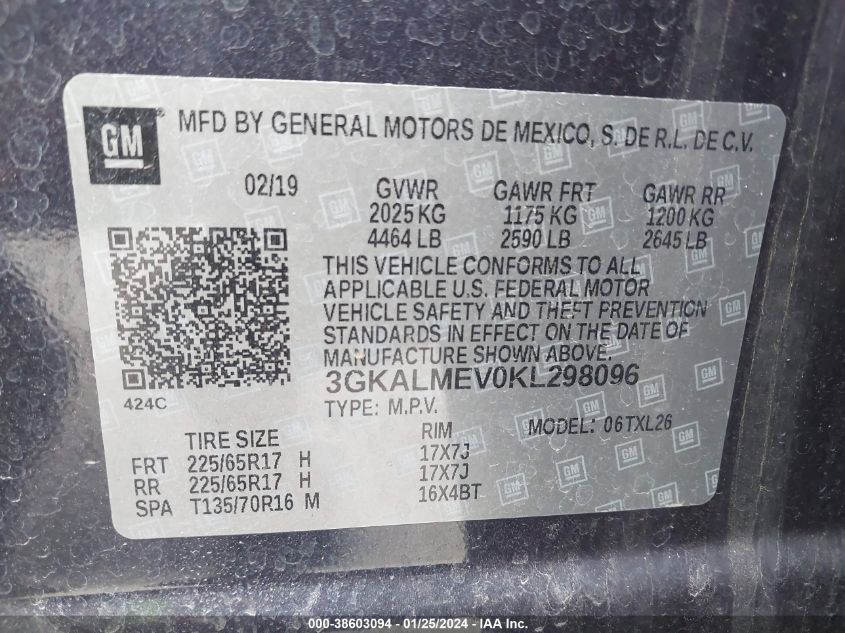 GM
MFD BY GENERAL MOTORS DE MEXICO, S. DE R.L. DE C.V.
02/19 GVWR GAWR FRT GAWR RR
2025 KG 1175 KG 1200 KG
4464 LB 2590 LB 2645 LB
THIS VEHICLE CONFORMS TO ALL
APPLICABLE U.S. FEDERAL MOTOR
VEHICLE SAFETY AND THEFT PREVENTION
STANDARDS IN EFFECT ON THE DATE OF
MANUFACTURE SHOWN ABOVE.
3GKALMEV0KL298096
424C
TYPE: M.P.V. MODEL: 06TXL26
TIRE SIZE RIM
FRT 225/65R17 H 17X7J
RR 225/65R17 H 17X7J
SPA T135/70R16 M 16X4BT
000-38603094 - 01/25/2024 - IAA Inc.